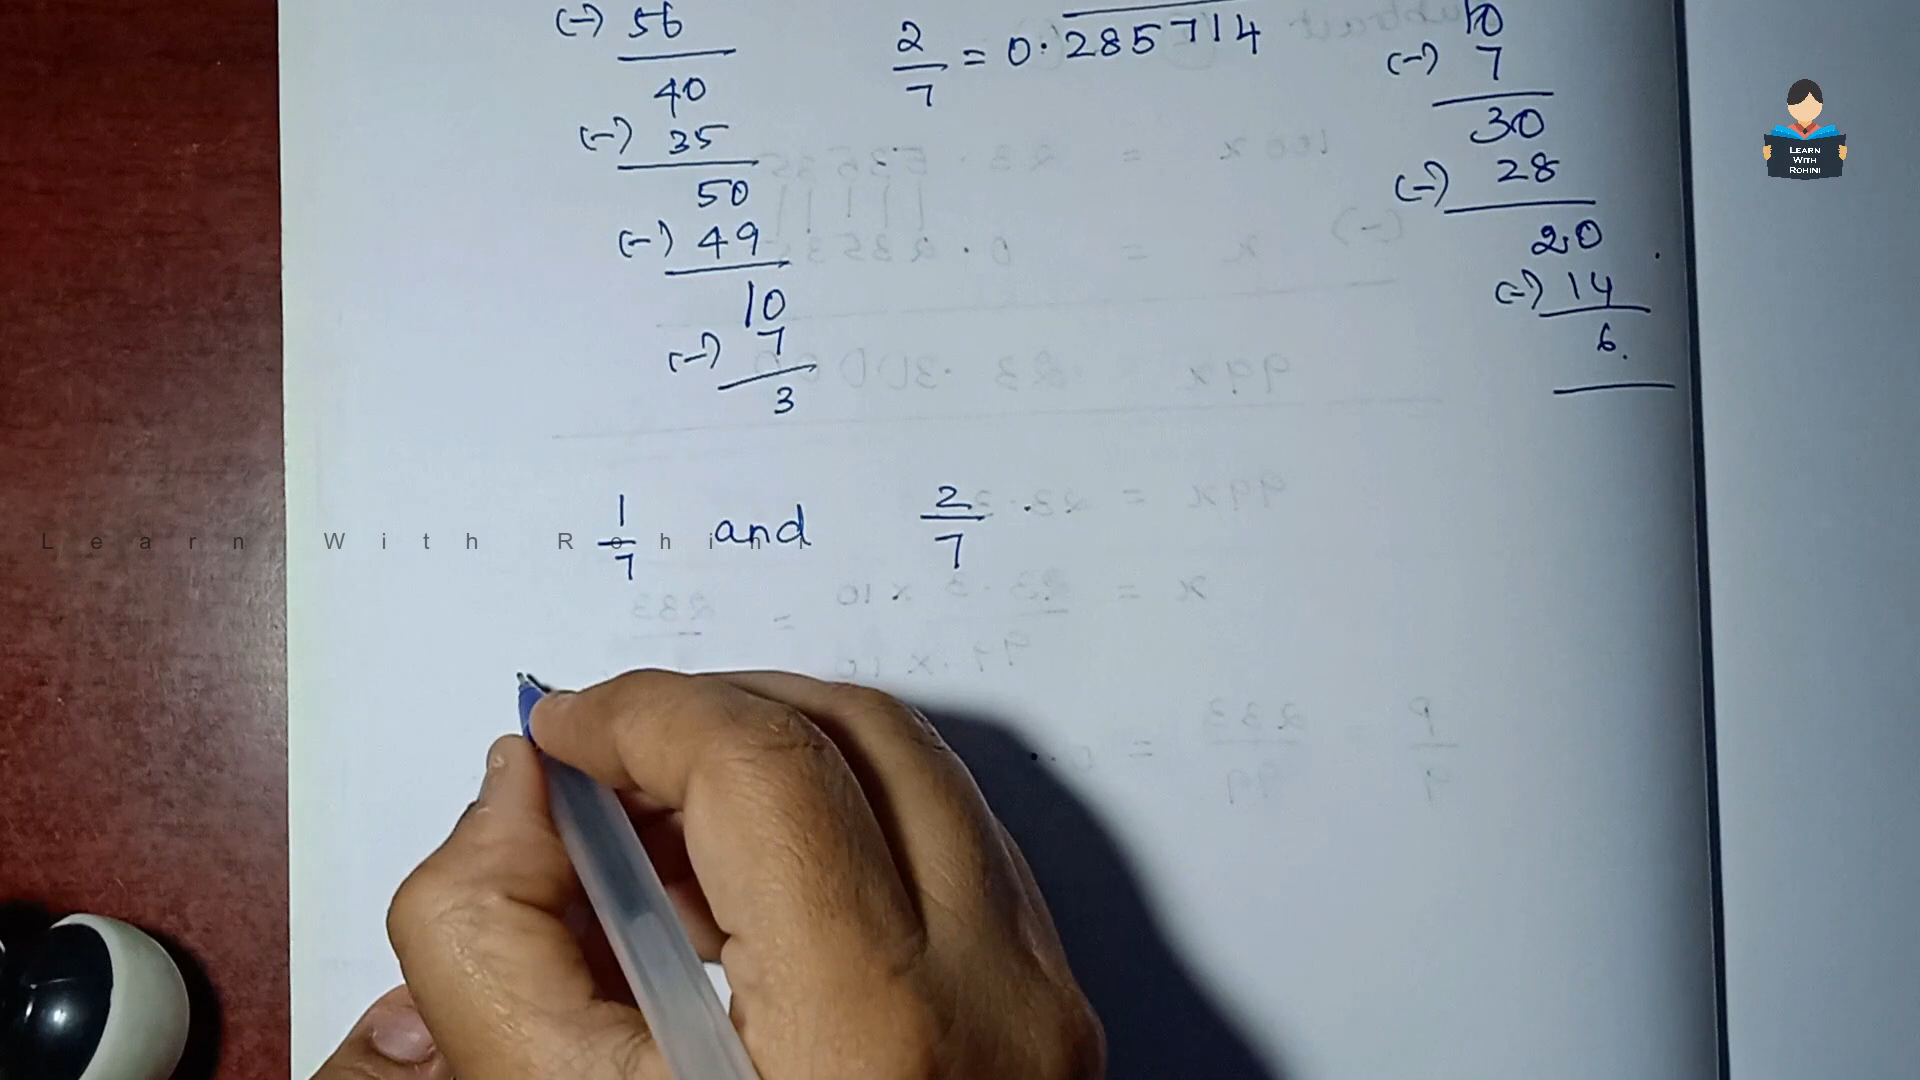 (-) 56
40
(-) 35
50
(-) 49
10
(-) 7
3
2/7 = 0.285714
10
(-) 7
30
(-) 28
20
(-) 14
6.
1/7 and 2/7
Learn With Rohini
LEARN
WITH
ROHINI